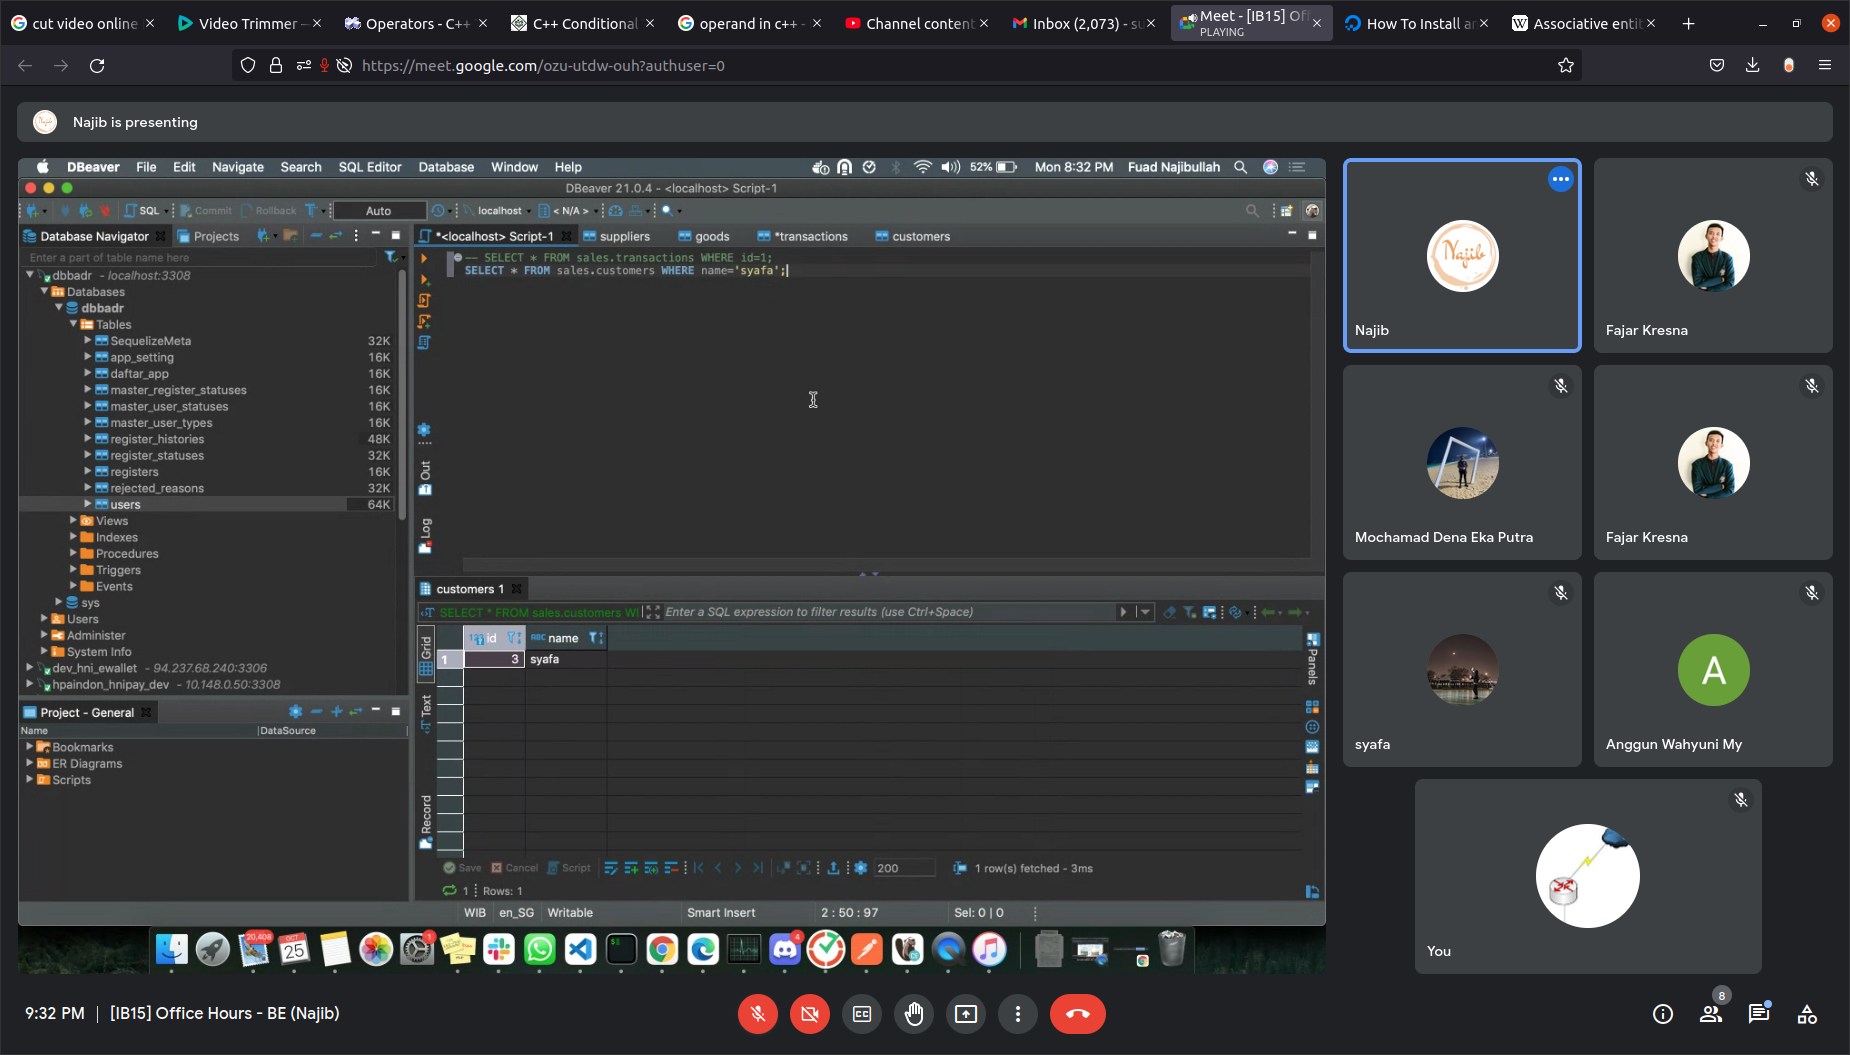 cut video online
Video Trimmer –
Operators - C++
C++ Conditional
operand in c++ -
Channel content
Inbox (2,073) - su
Meet - [IB15] Off
PLAYING
How To Install a
Associative entit
https://meet.google.com/ozu-utdw-ouh?authuser=0
Najib is presenting
DBeaver File Edit Navigate Search SQL Editor Database Window Help
52% Mon 8:32 PM Fuad Najibullah
DBeaver 21.0.4 - <localhost> Script-1
SQL Commit Rollback T Auto localhost < N/A >
Database Navigator Projects
*<localhost> Script-1 suppliers goods *transactions customers
Enter a part of table name here
dbbadr - localhost:3308
Databases
dbbadr
Tables
SequelizeMeta 32K
app_setting 16K
daftar_app 16K
master_register_statuses 16K
master_user_statuses 16K
master_user_types 16K
register_histories 48K
register_statuses 32K
registers 16K
rejected_reasons 32K
users 64K
Views
Indexes
Procedures
Triggers
Events
sys
Users
Administer
System Info
dev_hni_ewallet - 94.237.68.240:3306
hpaindon_hnipay_dev - 10.148.0.50:3308
Project - General
Name DataSource
Bookmarks
ER Diagrams
Scripts
-- SELECT * FROM sales.transactions WHERE id=1;
SELECT * FROM sales.customers WHERE name='syafa';
Out
Log
customers 1
SELECT * FROM sales.customers WI Enter a SQL expression to filter results (use Ctrl+Space)
Grid
Text
Record
Panels
123 id ABC name
1 3 syafa
Save Cancel Script 200 1 row(s) fetched - 3ms
1 Rows: 1
WIB en_SG Writable Smart Insert 2 : 50 : 97 Sel: 0 | 0
20,408
OCT
25
1
4
Najib
Najib
Fajar Kresna
Mochamad Dena Eka Putra
Fajar Kresna
syafa
A
Anggun Wahyuni My
You
9:32 PM | [IB15] Office Hours - BE (Najib)
CC
8